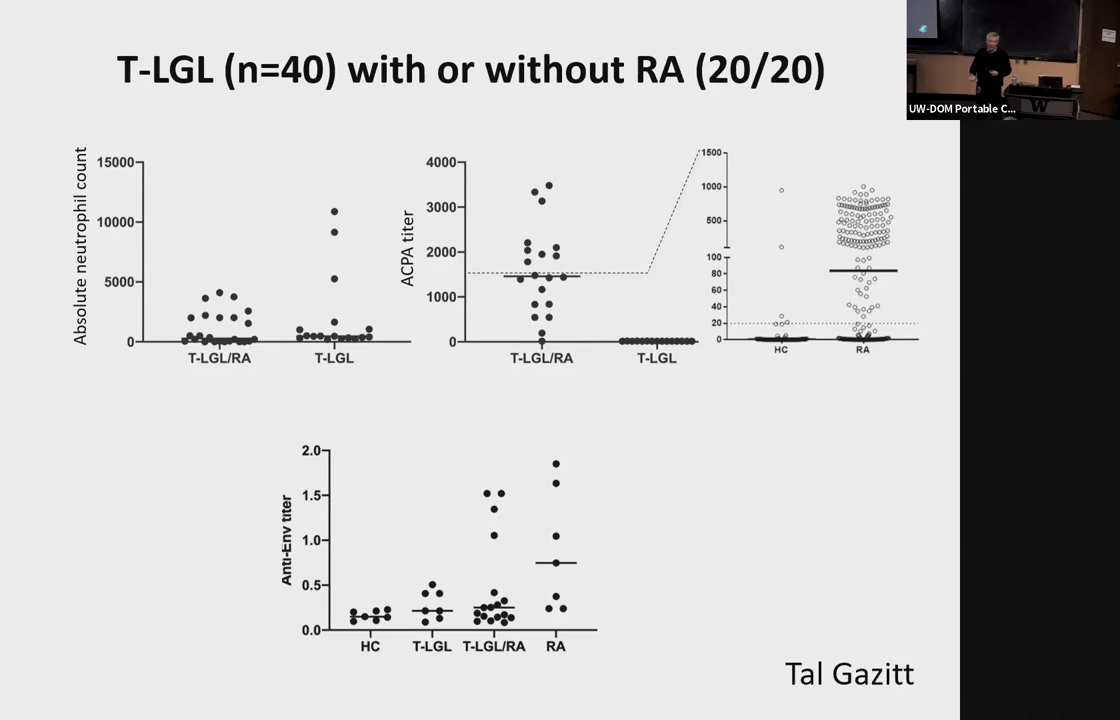 T-LGL (n=40) with or without RA (20/20)
UW-DOM Portable C...
W
Absolute neutrophil count
15000
10000
5000
0
T-LGL/RA T-LGL
ACPA titer
4000
3000
2000
1000
0
T-LGL/RA T-LGL
1500
1000
500
100
80
60
40
20
0
HC RA
Anti-Env titer
2.0
1.5
1.0
0.5
0.0
HC T-LGL T-LGL/RA RA
Tal Gazitt